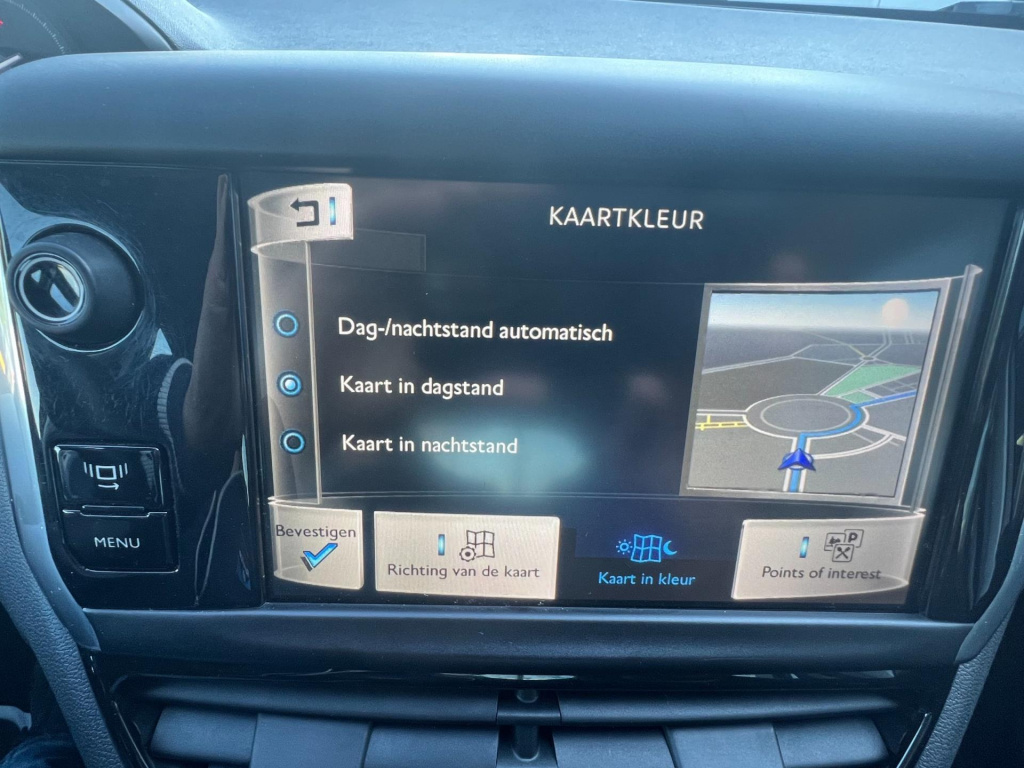 KAARTKLEUR
Dag-/nachtstand automatisch
Kaart in dagstand
Kaart in nachtstand
MENU
Bevestigen
Richting van de kaart
Kaart in kleur
P
Points of interest